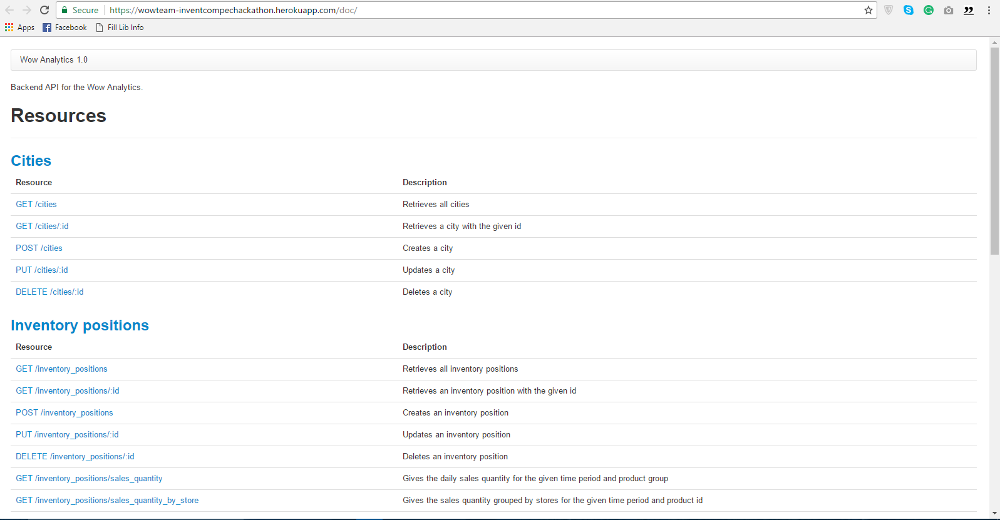 Secure https://wowteam-inventcompechackathon.herokuapp.com/doc/
Apps Facebook Fill Lib Info
Wow Analytics 1.0
Backend API for the Wow Analytics.
Resources
Cities
Resource Description
GET /cities Retrieves all cities
GET /cities/:id Retrieves a city with the given id
POST /cities Creates a city
PUT /cities/:id Updates a city
DELETE /cities/:id Deletes a city
Inventory positions
Resource Description
GET /inventory_positions Retrieves all inventory positions
GET /inventory_positions/:id Retrieves an inventory position with the given id
POST /inventory_positions Creates an inventory position
PUT /inventory_positions/:id Updates an inventory position
DELETE /inventory_positions/:id Deletes an inventory position
GET /inventory_positions/sales_quantity Gives the daily sales quantity for the given time period and product group
GET /inventory_positions/sales_quantity_by_store Gives the sales quantity grouped by stores for the given time period and product id